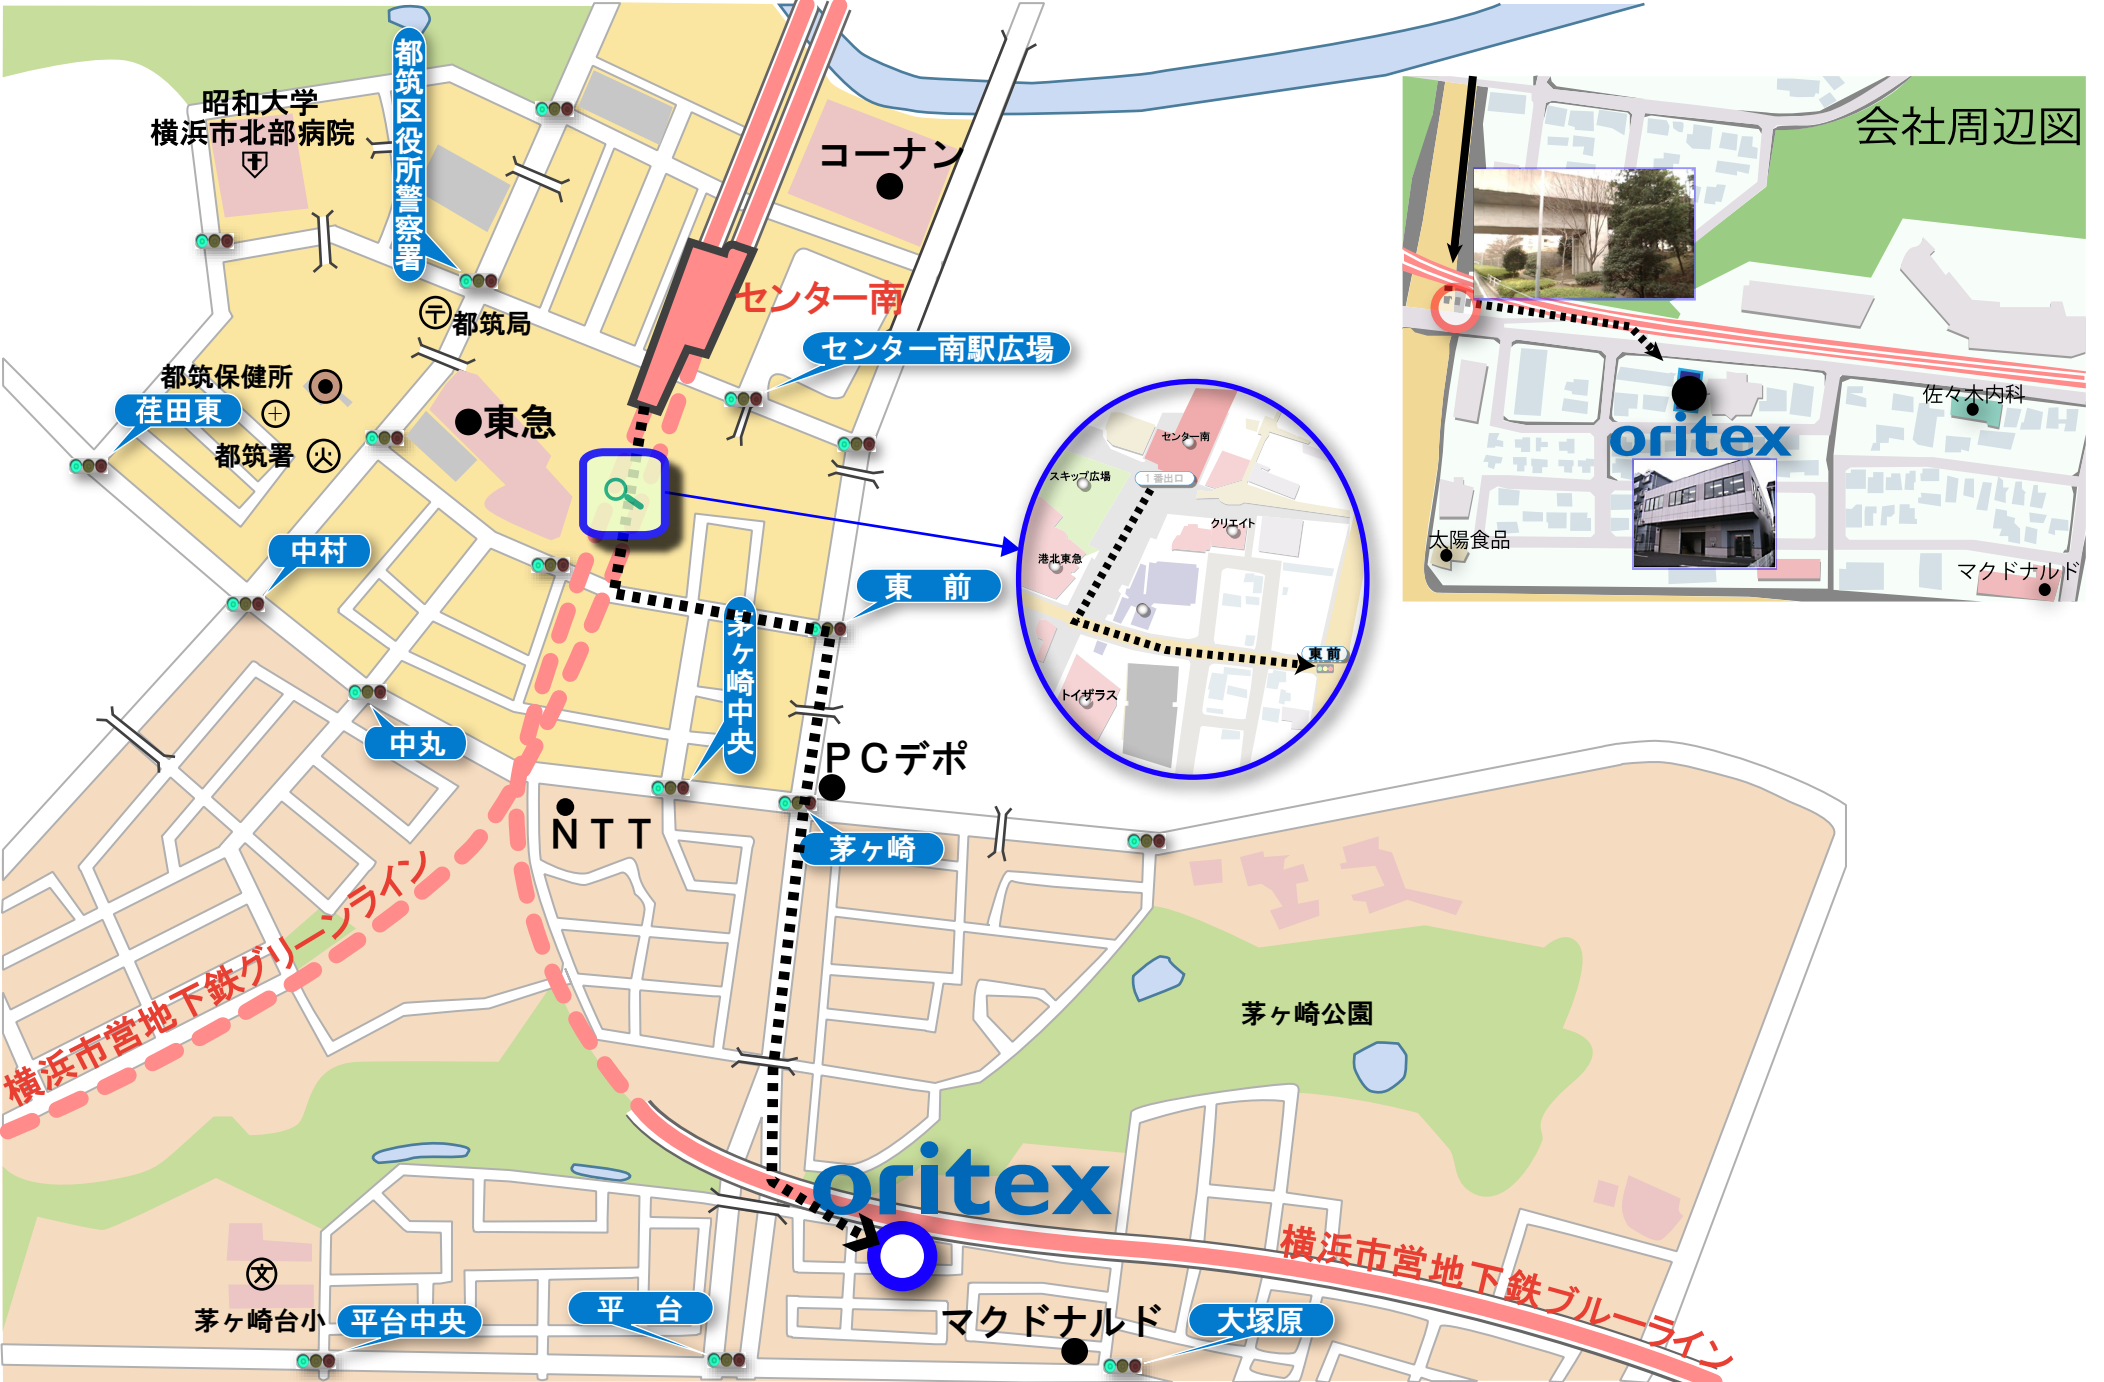 昭和大学
横浜市北部病院
都筑区役所警察署
コーナン
会社周辺図
センター南
〒
都筑局
センター南駅広場
都筑保健所
荏田東
東急
都筑署
火
センター南
スキップ広場
1番出口
クリエイト
港北東急
東 前
トイザラス
佐々木内科
oritex
太陽食品
マクドナルド
中村
東 前
茅ヶ崎中央
中丸
PCデポ
NTT
茅ヶ崎
横浜市営地下鉄グリーンライン
茅ヶ崎公園
oritex
横浜市営地下鉄ブルーライン
文
茅ヶ崎台小
平台中央
平 台
マクドナルド
大塚原